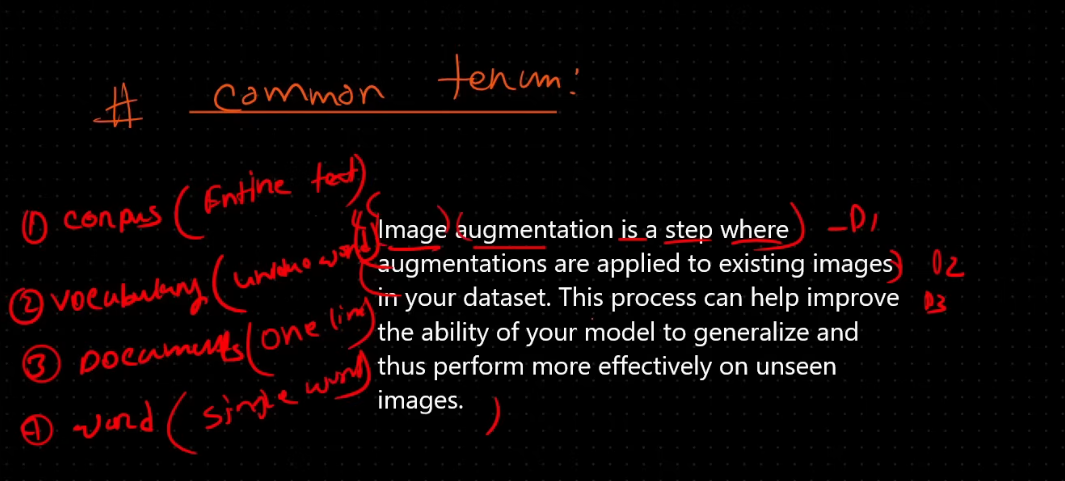 # common term:
① corpus (Entire text)
② vocabulary (unique word)
③ Documents (one line)
④ word (single word)
Image augmentation is a step where - D1
augmentations are applied to existing images D2
in your dataset. This process can help improve D3
the ability of your model to generalize and
thus perform more effectively on unseen
images.